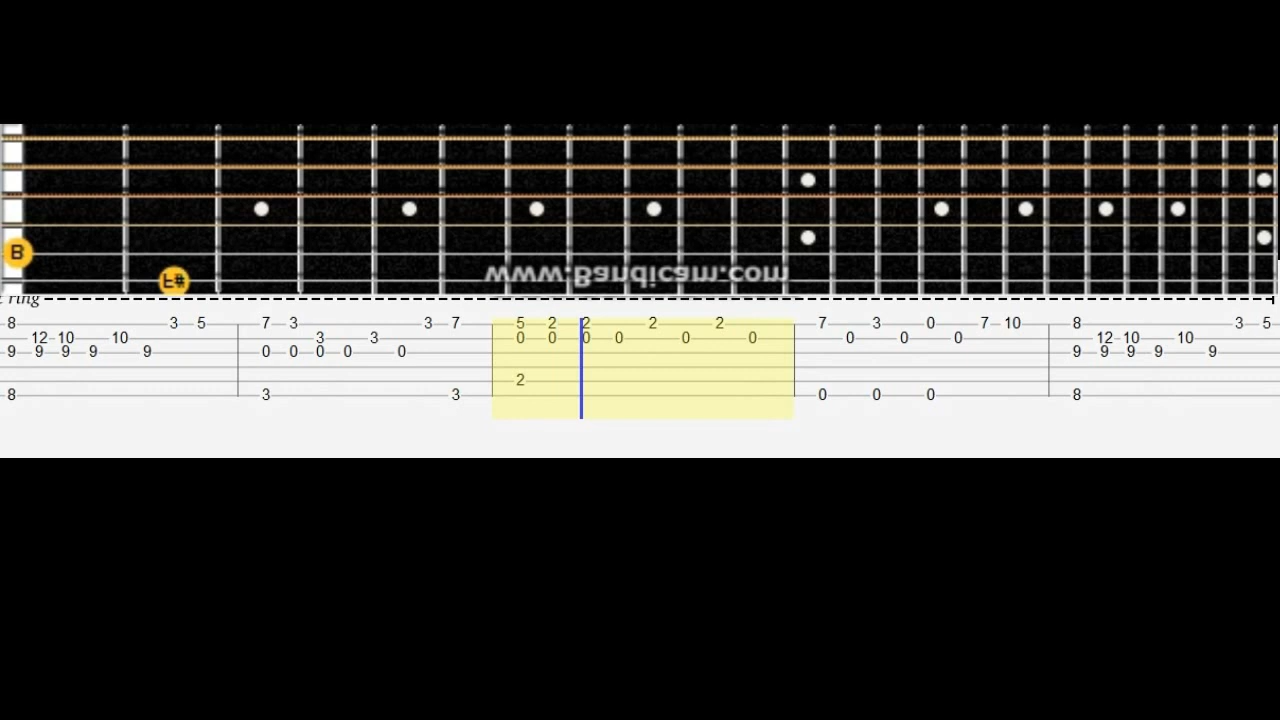 B
F#
www.Bandicam.com
ring
8 3 5 7 3 3 7 5 2 2 2 2 7 3 0 7 10 8 3 5
12 10 10 3 3 0 0 0 0 0 0 0 0 0 12 10 10
9 9 9 9 9 0 0 0 0 0 9 9 9 9 9
2
8 3 3 0 0 0 8